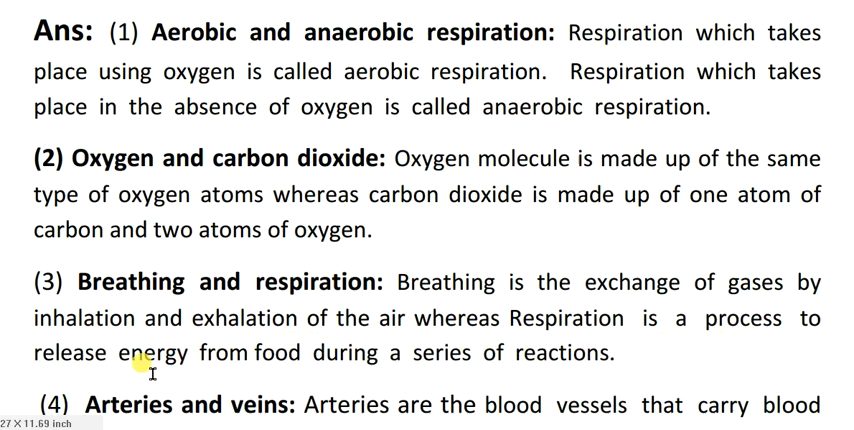 Ans: (1) Aerobic and anaerobic respiration: Respiration which takes
place using oxygen is called aerobic respiration. Respiration which takes
place in the absence of oxygen is called anaerobic respiration.
(2) Oxygen and carbon dioxide: Oxygen molecule is made up of the same
type of oxygen atoms whereas carbon dioxide is made up of one atom of
carbon and two atoms of oxygen.
(3) Breathing and respiration: Breathing is the exchange of gases by
inhalation and exhalation of the air whereas Respiration is a process to
release energy from food during a series of reactions.
(4) Arteries and veins: Arteries are the blood vessels that carry blood
27 X 11.69 inch